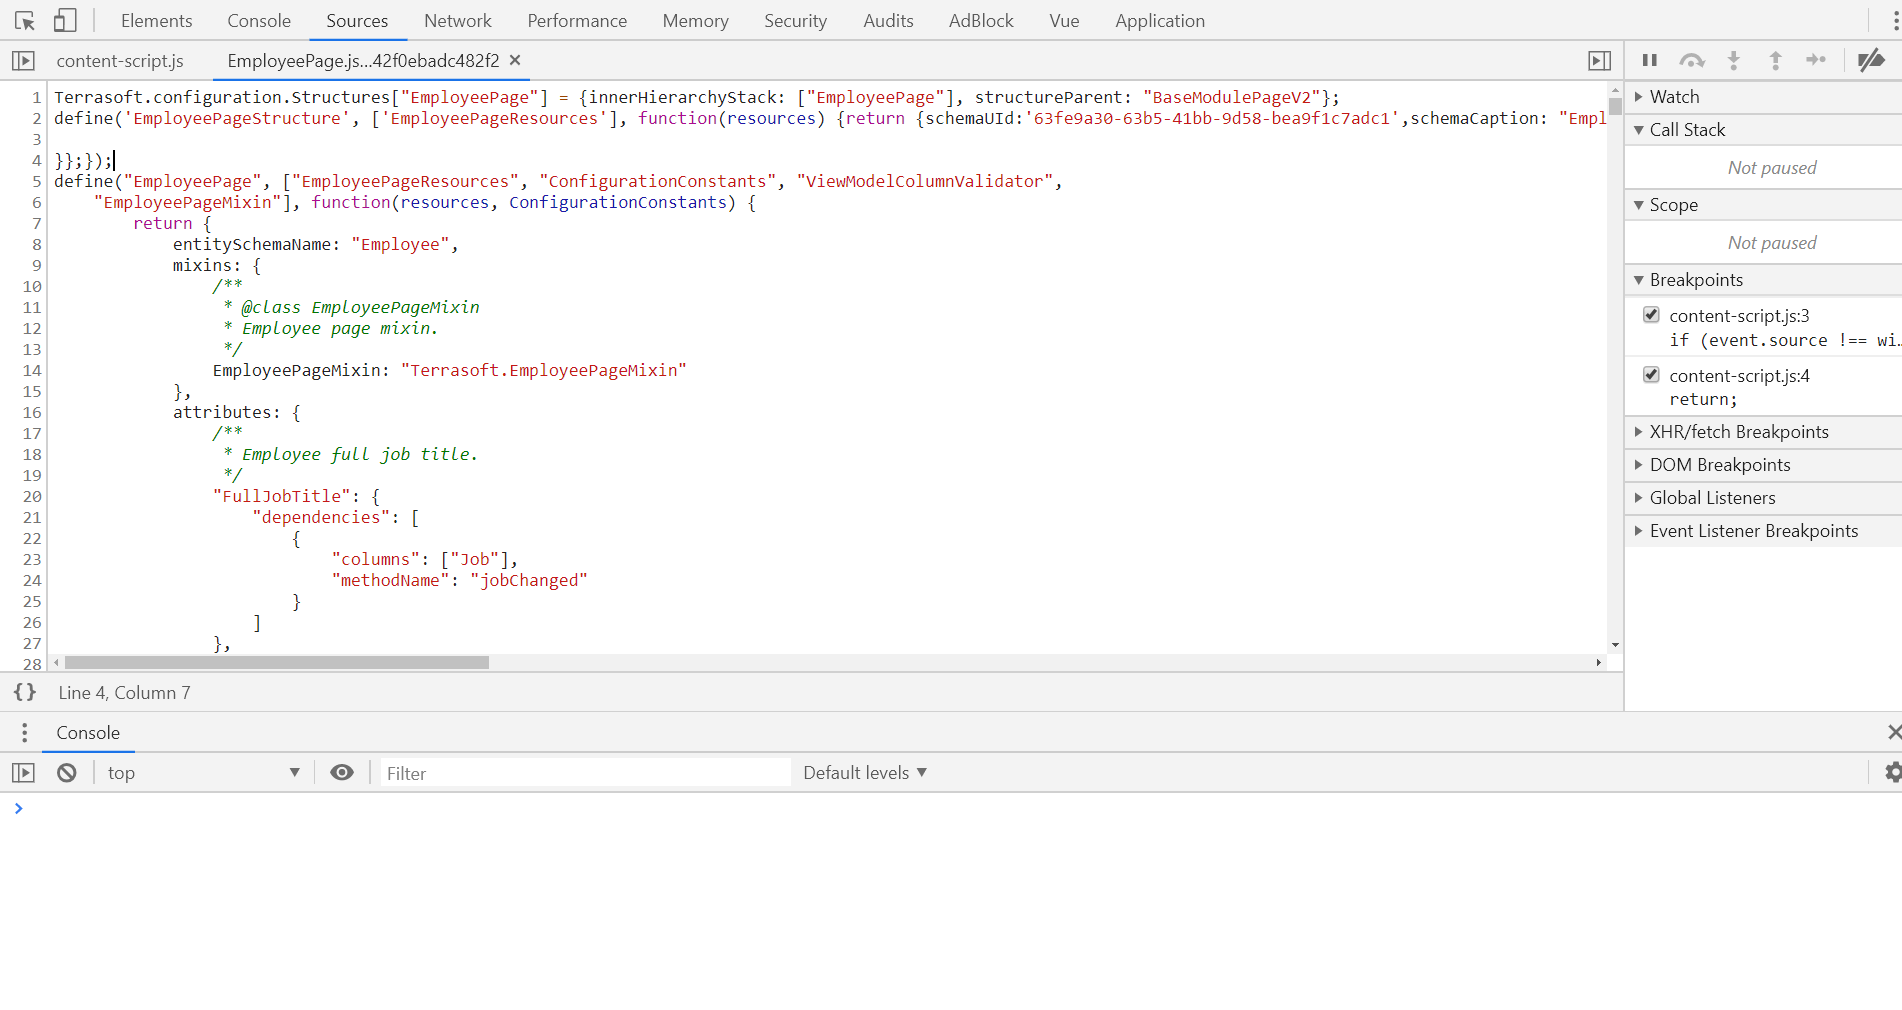 Elements Console Sources Network Performance Memory Security Audits AdBlock Vue Application
content-script.js EmployeePage.js...42f0ebadc482f2 ×
1 Terrasoft.configuration.Structures["EmployeePage"] = {innerHierarchyStack: ["EmployeePage"], structureParent: "BaseModulePageV2"};
2 define('EmployeePageStructure', ['EmployeePageResources'], function(resources) {return {schemaUId:'63fe9a30-63b5-41bb-9d58-bea9f1c7adc1',schemaCaption: "Empl
3
4 }};});
5 define("EmployeePage", ["EmployeePageResources", "ConfigurationConstants", "ViewModelColumnValidator",
6 "EmployeePageMixin"], function(resources, ConfigurationConstants) {
7 return {
8 entitySchemaName: "Employee",
9 mixins: {
10 /**
11 * @class EmployeePageMixin
12 * Employee page mixin.
13 */
14 EmployeePageMixin: "Terrasoft.EmployeePageMixin"
15 },
16 attributes: {
17 /**
18 * Employee full job title.
19 */
20 "FullJobTitle": {
21 "dependencies": [
22 {
23 "columns": ["Job"],
24 "methodName": "jobChanged"
25 }
26 ]
27 },
28
{} Line 4, Column 7
Watch
Call Stack
Not paused
Scope
Not paused
Breakpoints
content-script.js:3
if (event.source !== wi…
content-script.js:4
return;
XHR/fetch Breakpoints
DOM Breakpoints
Global Listeners
Event Listener Breakpoints
Console
top Filter Default levels